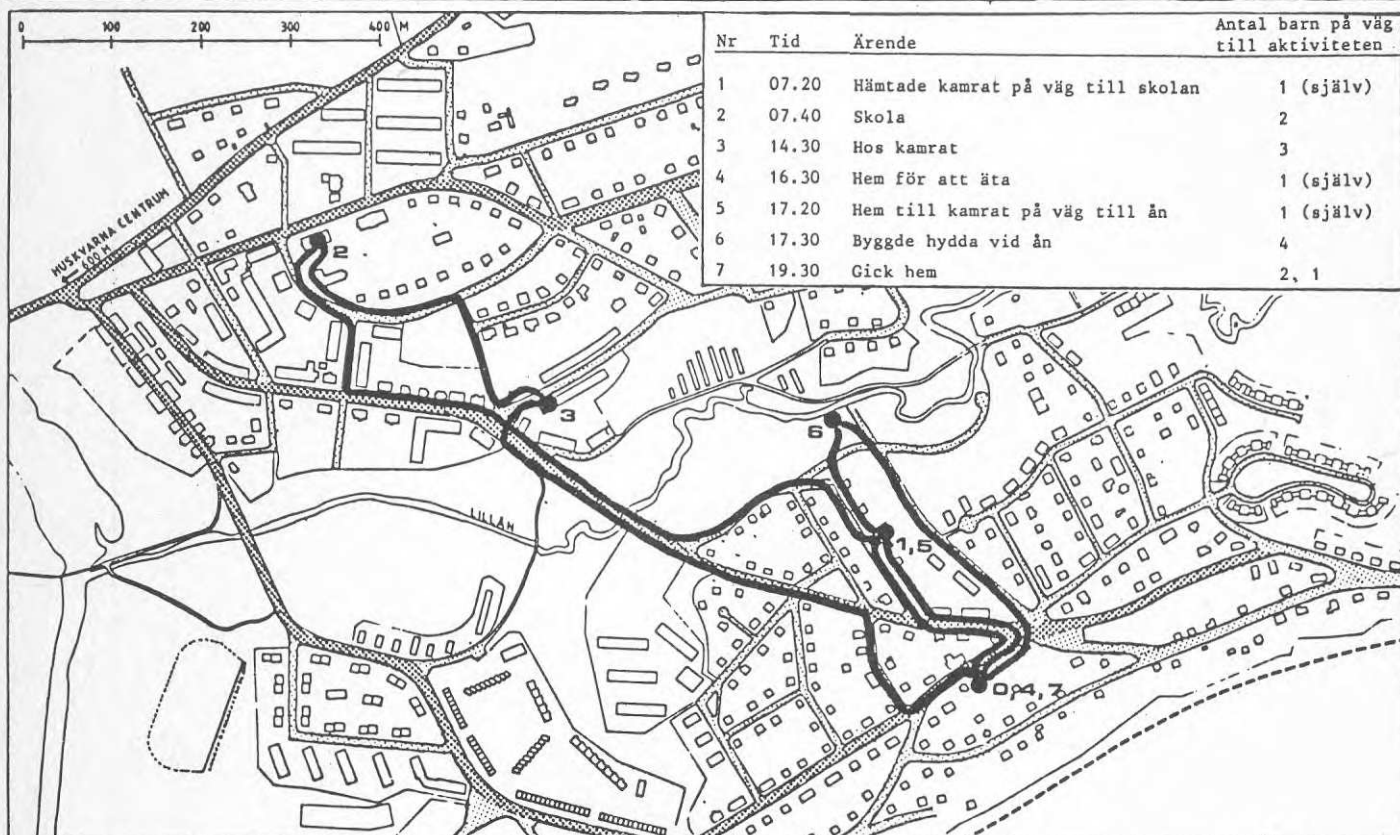 0 100 200 300 400 M
Nr Tid Ärende Antal barn på väg
till aktiviteten
1 07.20 Hämtade kamrat på väg till skolan 1 (själv)
2 07.40 Skola 2
3 14.30 Hos kamrat 3
4 16.30 Hem för att äta 1 (själv)
5 17.20 Hem till kamrat på väg till ån 1 (själv)
6 17.30 Byggde hydda vid ån 4
7 19.30 Gick hem 2, 1
HUSKVARNA CENTRUM
600
2
3
6
LILLÅN
1,5
0,4,7